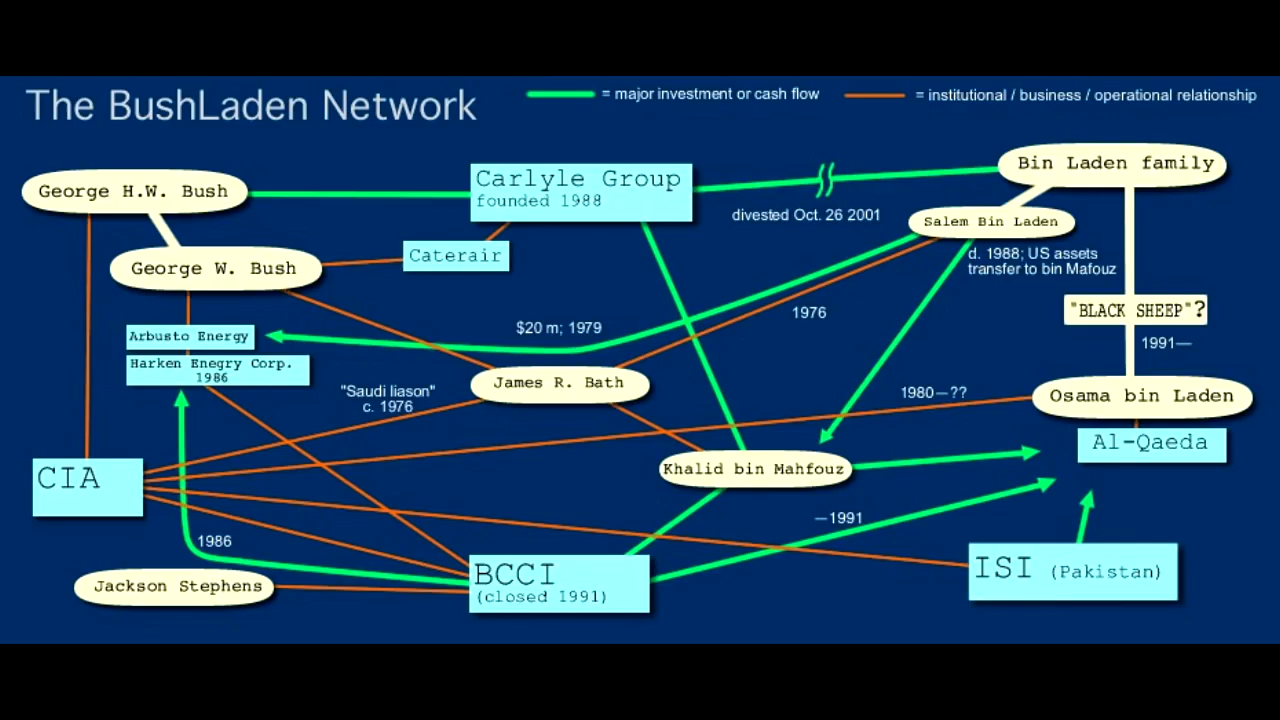 The BushLaden Network
= major investment or cash flow
= institutional / business / operational relationship
George H.W. Bush
Carlyle Group
founded 1988
Bin Laden family
divested Oct. 26 2001
Salem Bin Laden
George W. Bush
Caterair
d. 1988; US assets
transfer to bin Mafouz
"BLACK SHEEP"?
1976
Arbusto Energy
$20 m; 1979
1991—
Harken Enegry Corp.
1986
James R. Bath
"Saudi liason"
c. 1976
1980—??
Osama bin Laden
Al-Qaeda
CIA
Khalid bin Mahfouz
—1991
1986
BCCI
(closed 1991)
ISI (Pakistan)
Jackson Stephens